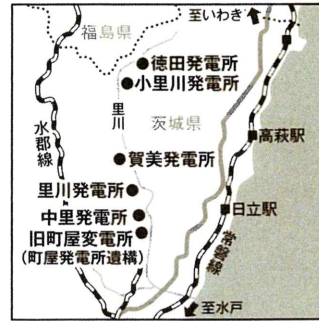 至いわき
福島県
徳田発電所
小里川発電所
里川
茨城県
水郡線
賀美発電所
高萩駅
里川発電所
中里発電所
日立駅
旧町屋変電所
(町屋発電所遺構)
常磐線
至水戸